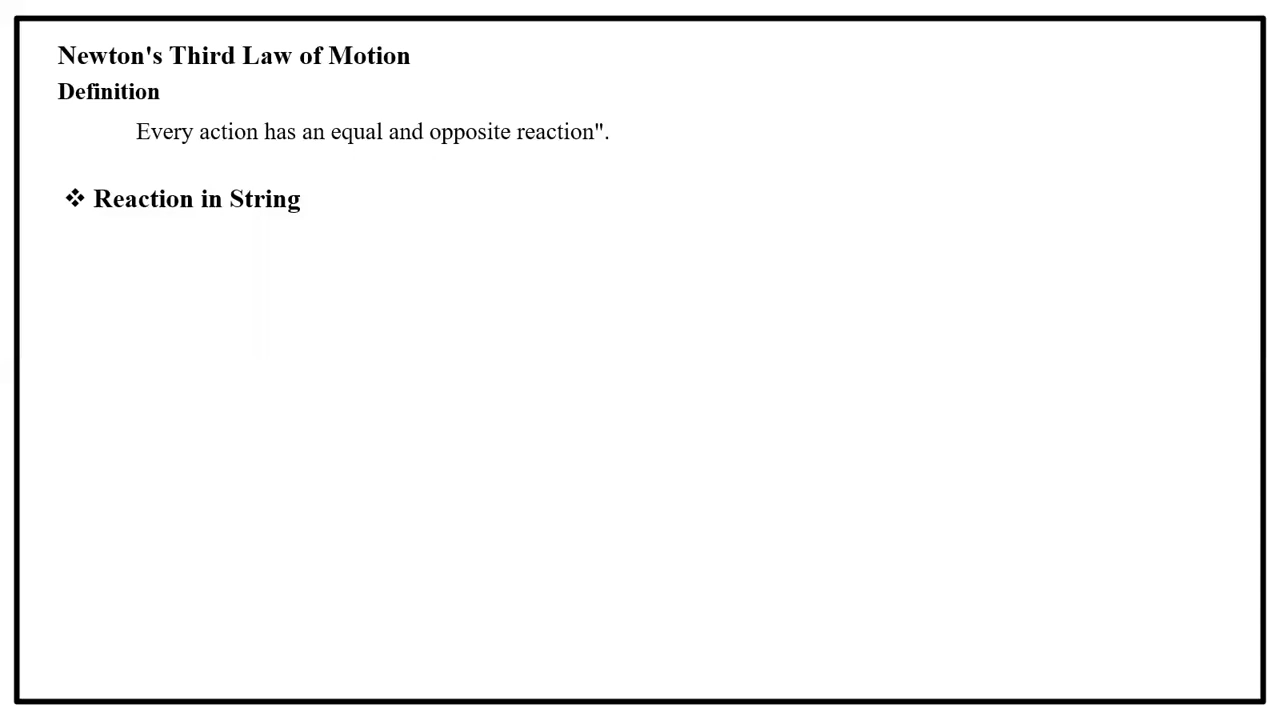 Newton's Third Law of Motion
Definition
Every action has an equal and opposite reaction".
❖ Reaction in String